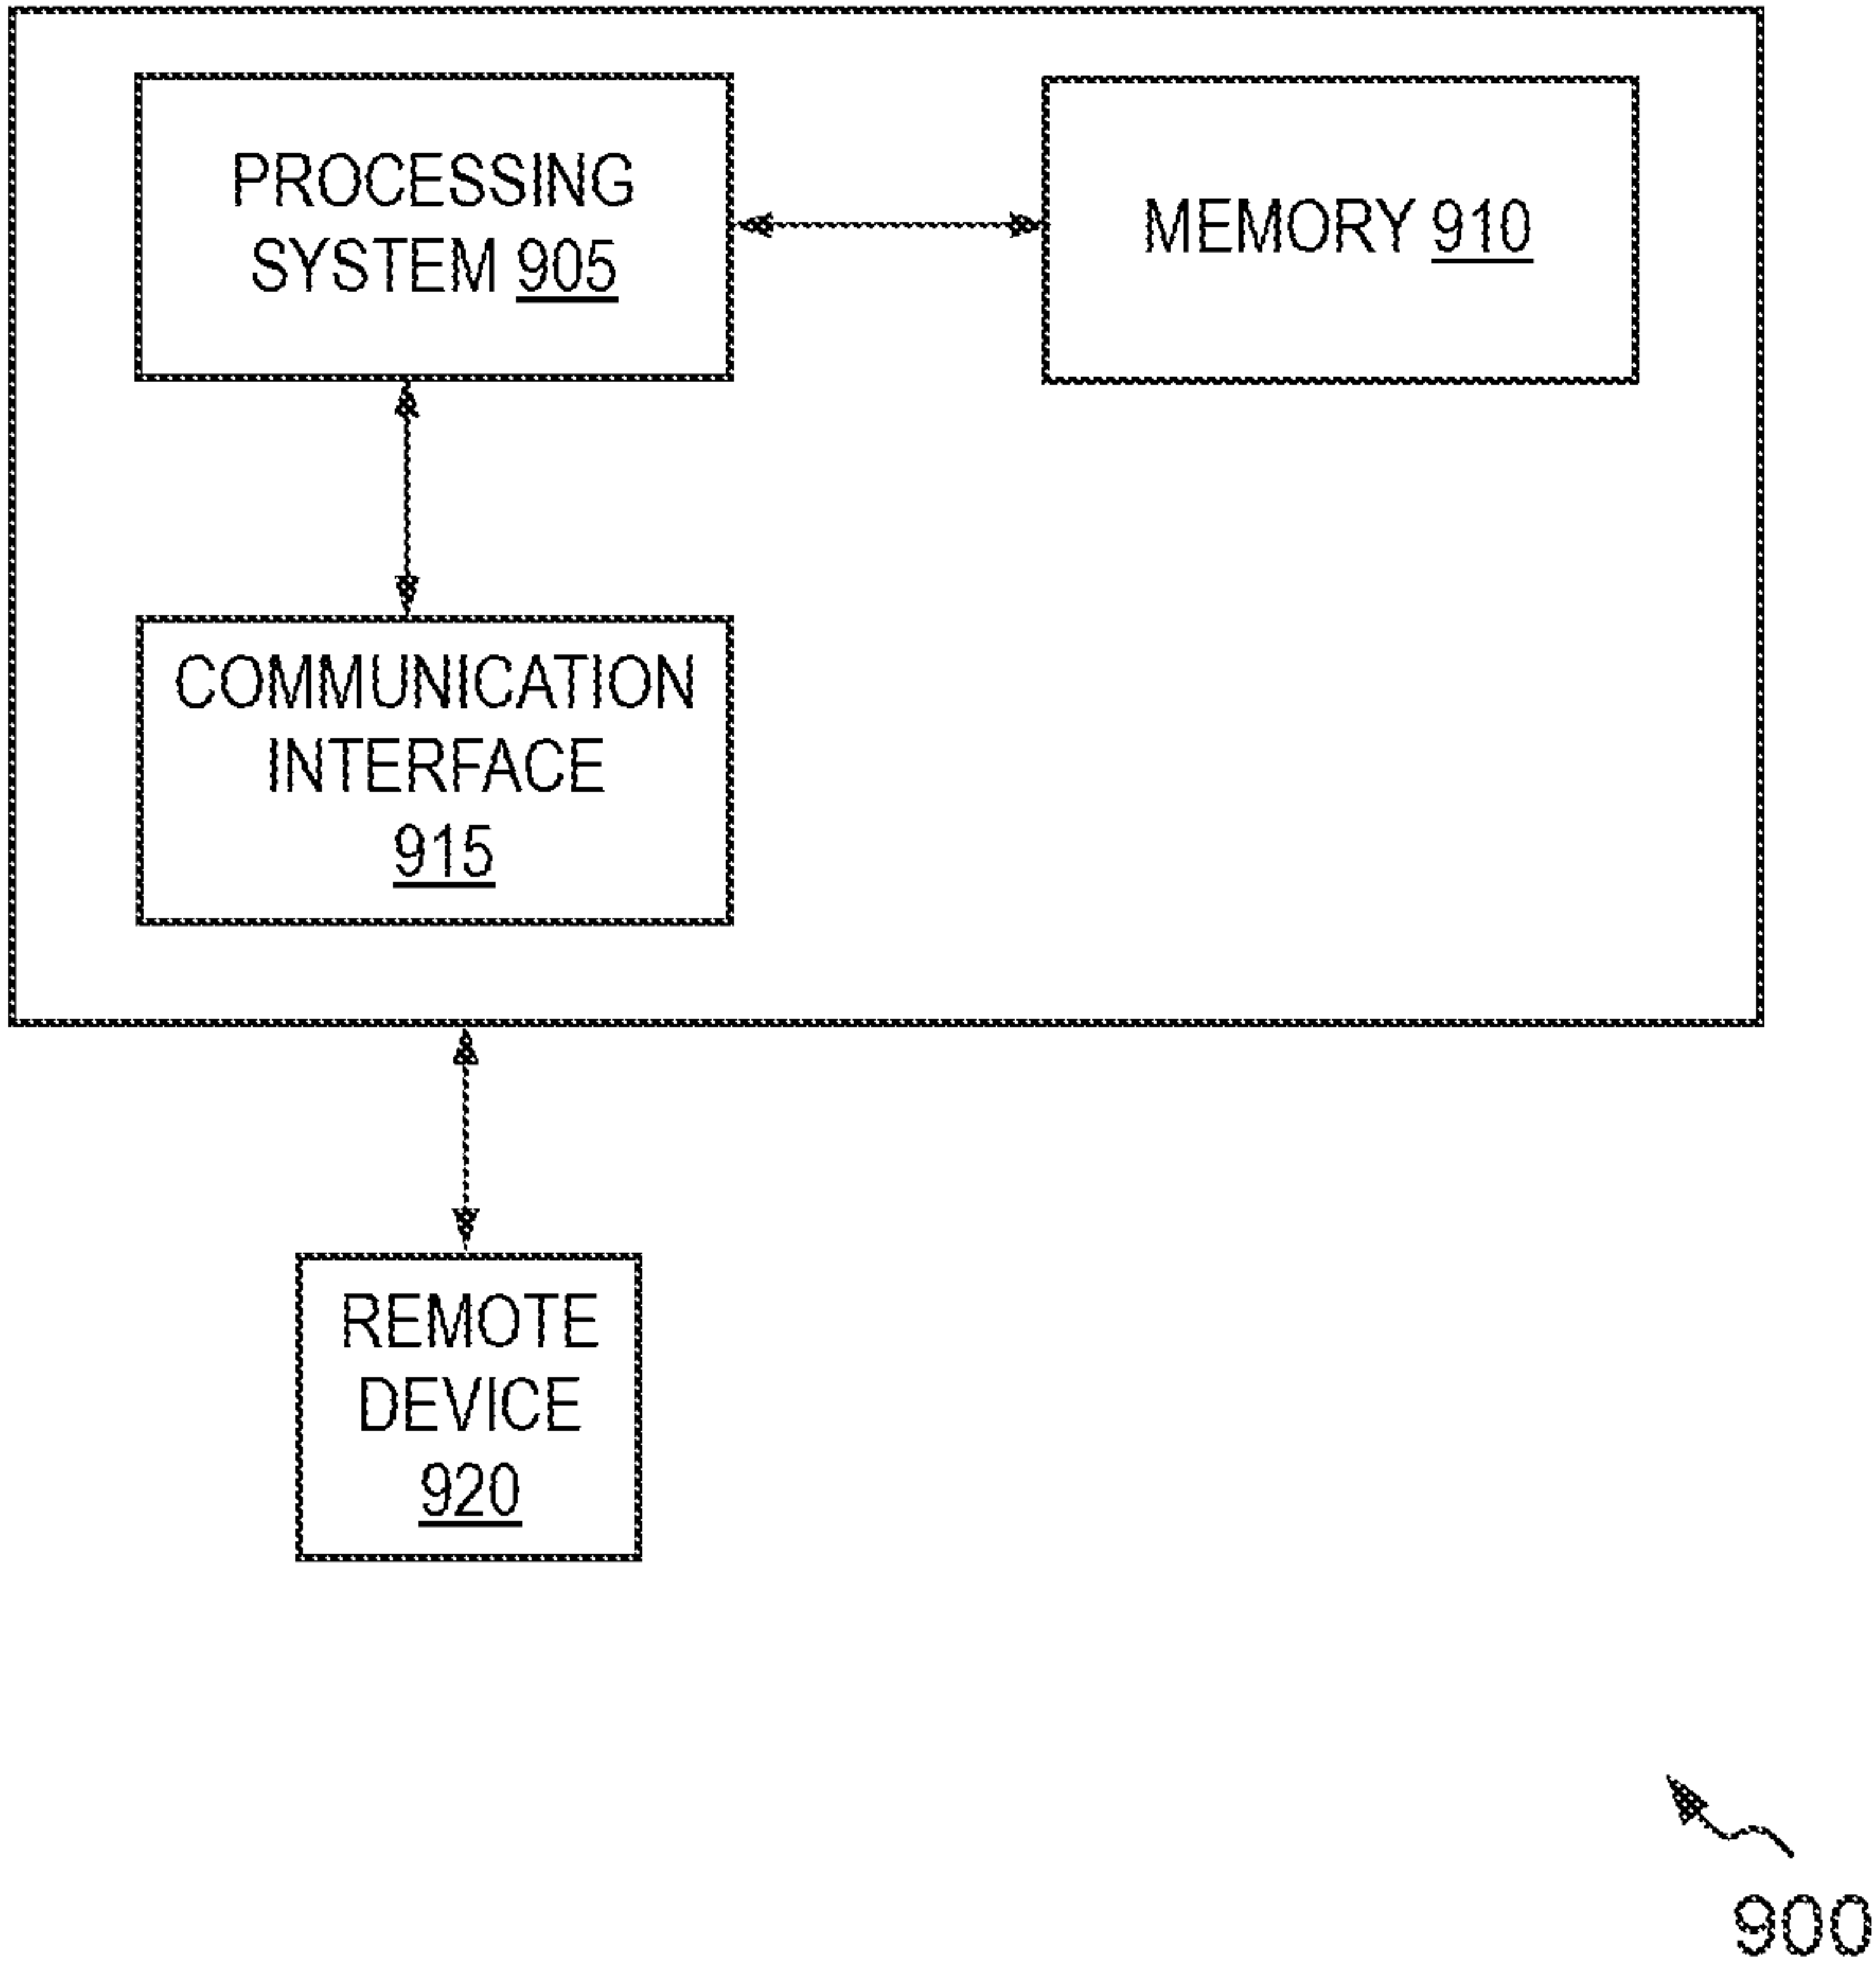 PROCESSING
SYSTEM 905
MEMORY 910
COMMUNICATION
INTERFACE
915
REMOTE
DEVICE
920
900